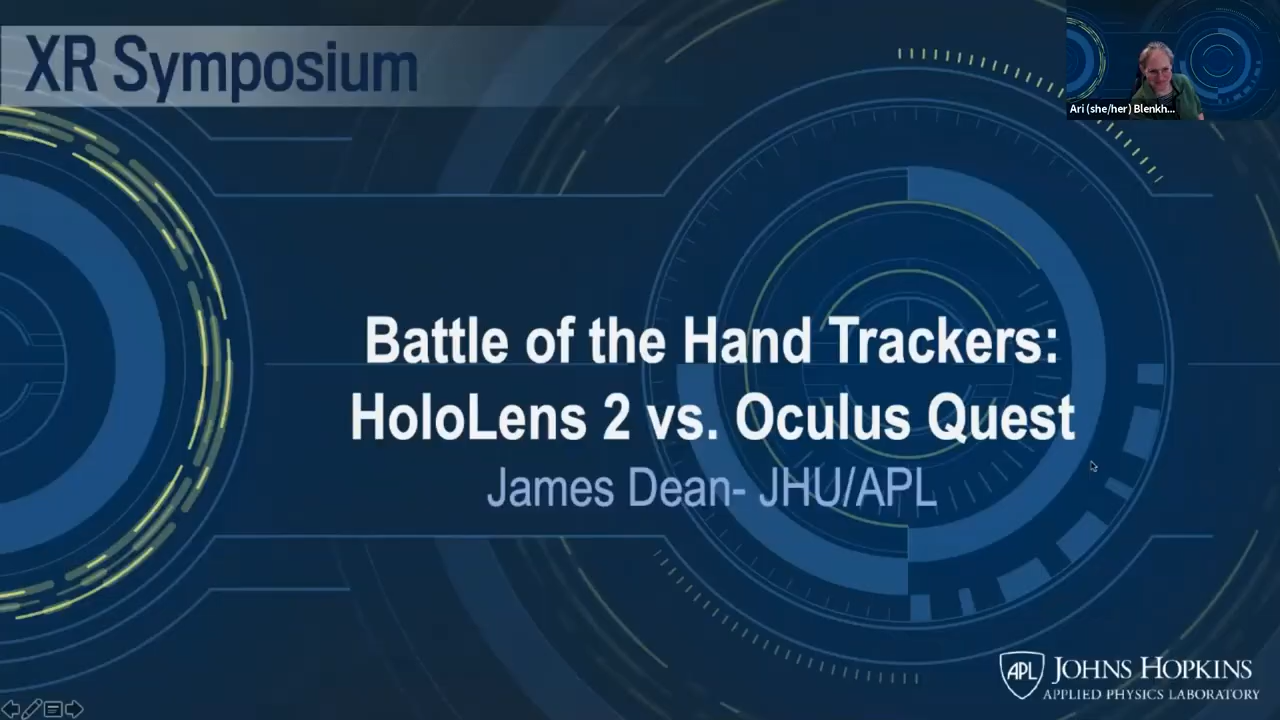 XR Symposium
Ari (she/her) Blenkh...
Battle of the Hand Trackers:
HoloLens 2 vs. Oculus Quest
James Dean- JHU/APL
APL
JOHNS HOPKINS
APPLIED PHYSICS LABORATORY